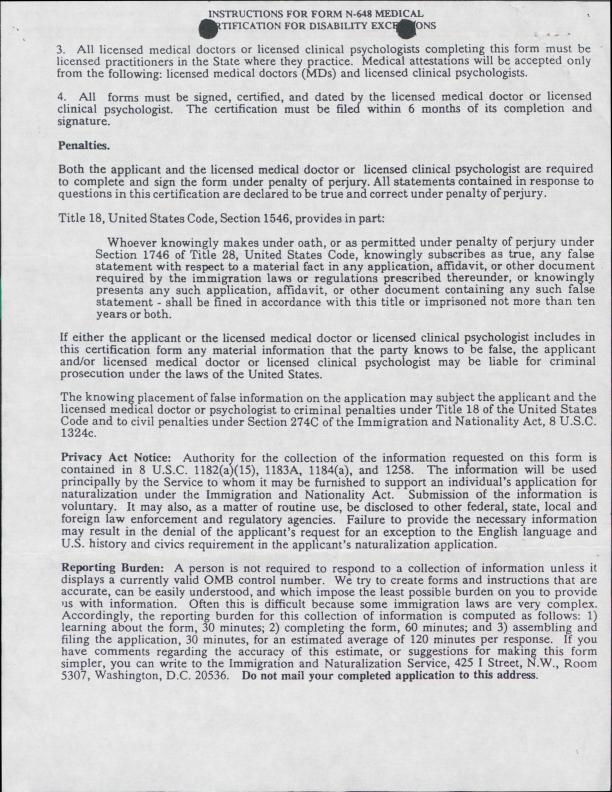 INSTRUCTIONS FOR FORM N-648 MEDICAL
RTIFICATION FOR DISABILITY EXCE ONS
3. All licensed medical doctors or licensed clinical psychologists completing this form must be
licensed practitioners in the State where they practice. Medical attestations will be accepted only
from the following: licensed medical doctors (MDs) and licensed clinical psychologists.
4. All forms must be signed, certified, and dated by the licensed medical doctor or licensed
clinical psychologist. The certification must be filed within 6 months of its completion and
signature.
Penalties.
Both the applicant and the licensed medical doctor or licensed clinical psychologist are required
to complete and sign the form under penalty of perjury. All statements contained in response to
questions in this certification are declared to be true and correct under penalty of perjury.
Title 18, United States Code, Section 1546, provides in part:
Whoever knowingly makes under oath, or as permitted under penalty of perjury under
Section 1746 of Title 28, United States Code, knowingly subscribes as true, any false
statement with respect to a material fact in any application, affidavit, or other document
required by the immigration laws or regulations prescribed thereunder, or knowingly
presents any such application, affidavit, or other document containing any such false
statement - shall be fined in accordance with this title or imprisoned not more than ten
years or both.
If either the applicant or the licensed medical doctor or licensed clinical psychologist includes in
this certification form any material information that the party knows to be false, the applicant
and/or licensed medical doctor or licensed clinical psychologist may be liable for criminal
prosecution under the laws of the United States.
The knowing placement of false information on the application may subject the applicant and the
licensed medical doctor or psychologist to criminal penalties under Title 18 of the United States
Code and to civil penalties under Section 274C of the Immigration and Nationality Act, 8 U.S.C.
1324c.
Privacy Act Notice: Authority for the collection of the information requested on this form is
contained in 8 U.S.C. 1182(a)(15), 1183A, 1184(a), and 1258. The information will be used
principally by the Service to whom it may be furnished to support an individual's application for
naturalization under the Immigration and Nationality Act. Submission of the information is
voluntary. It may also, as a matter of routine use, be disclosed to other federal, state, local and
foreign law enforcement and regulatory agencies. Failure to provide the necessary information
may result in the denial of the applicant's request for an exception to the English language and
U.S. history and civics requirement in the applicant's naturalization application.
Reporting Burden: A person is not required to respond to a collection of information unless it
displays a currently valid OMB control number. We try to create forms and instructions that are
accurate, can be easily understood, and which impose the least possible burden on you to provide
us with information. Often this is difficult because some immigration laws are very complex.
Accordingly, the reporting burden for this collection of information is computed as follows: 1)
learning about the form, 30 minutes; 2) completing the form, 60 minutes; and 3) assembling and
filing the application, 30 minutes, for an estimated average of 120 minutes per response. If you
have comments regarding the accuracy of this estimate, or suggestions for making this form
simpler, you can write to the Immigration and Naturalization Service, 425 I Street, N.W., Room
5307, Washington, D.C. 20536. Do not mail your completed application to this address.